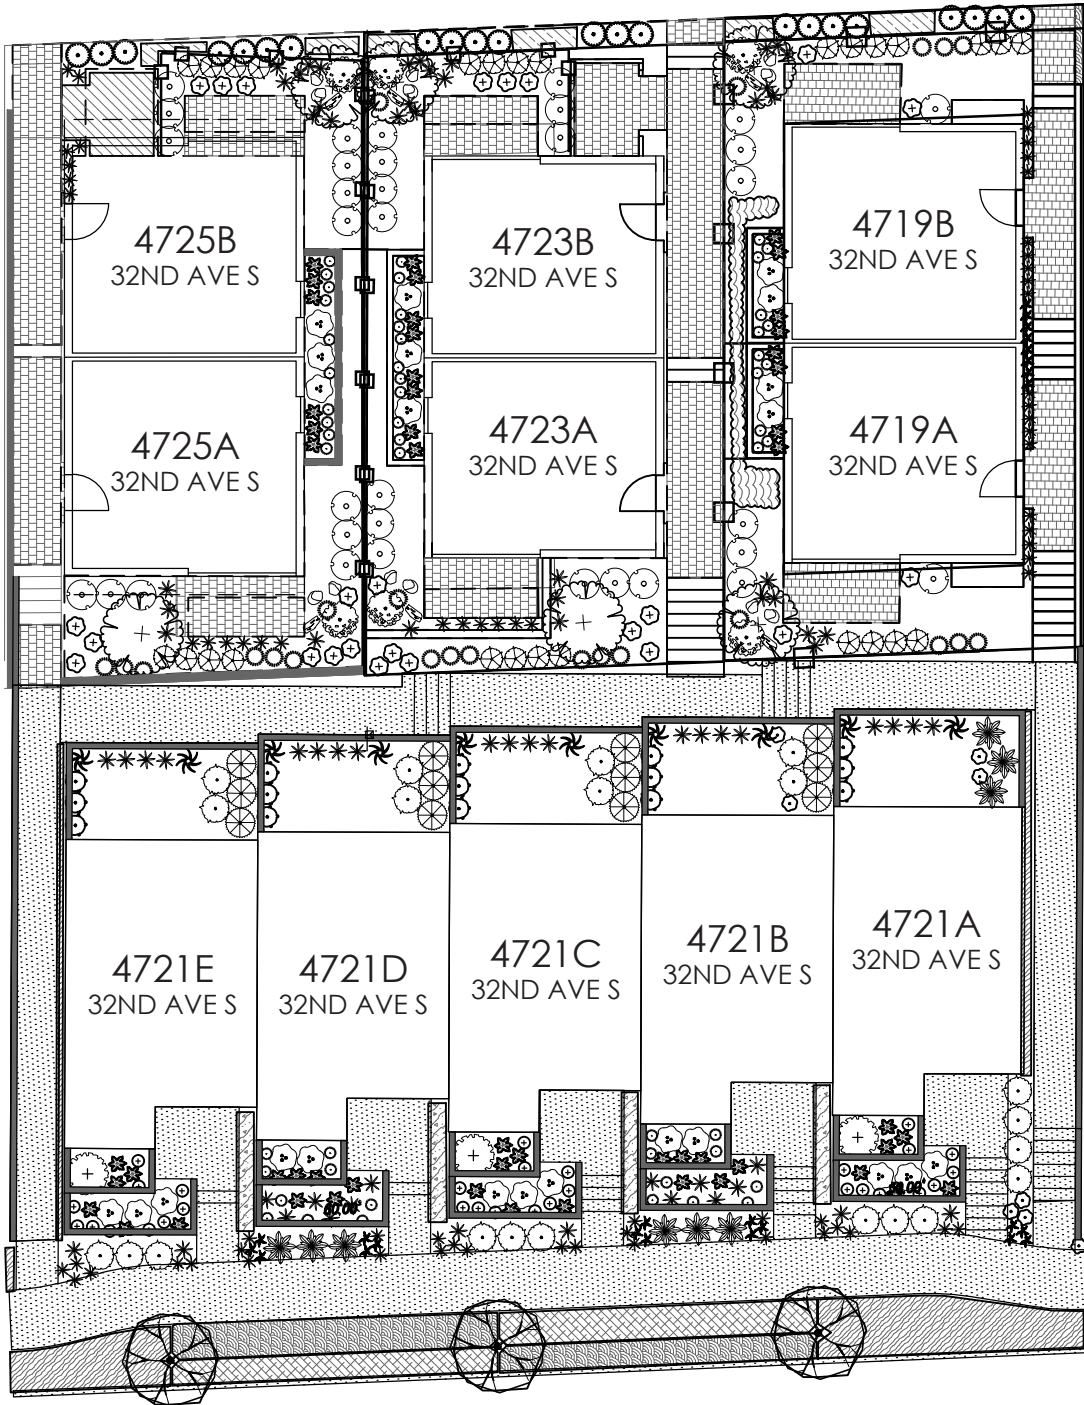 4725B
32ND AVE S
4723B
32ND AVE S
4719B
32ND AVE S
4725A
32ND AVE S
4723A
32ND AVE S
4719A
32ND AVE S
4721E
32ND AVE S
4721D
32ND AVE S
4721C
32ND AVE S
4721B
32ND AVE S
4721A
32ND AVE S